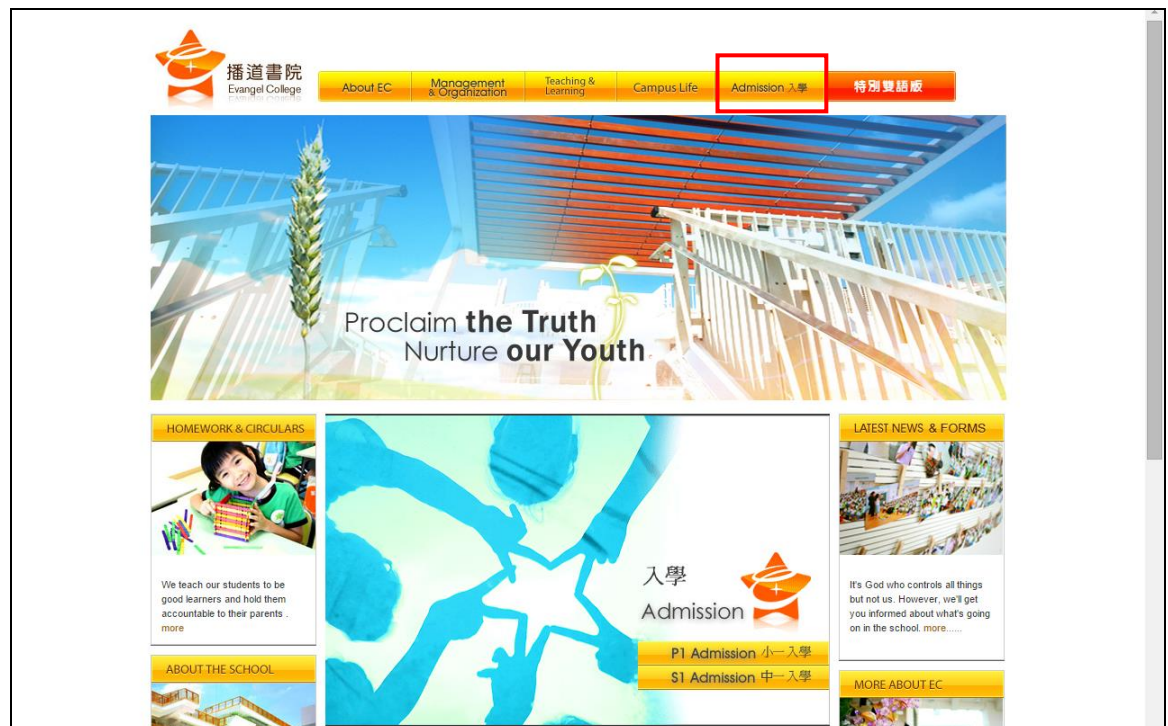 播道書院
Evangel College
About EC
Management
& Organization
Teaching &
Learning
Campus Life
Admission 入學
特別雙語版
Proclaim the Truth
Nurture our Youth
HOMEWORK & CIRCULARS
We teach our students to be
good learners and hold them
accountable to their parents .
more
ABOUT THE SCHOOL
入學
Admission
P1 Admission 小一入學
S1 Admission 中一入學
LATEST NEWS & FORMS
It's God who controls all things
but not us. However, we'll get
you informed about what's going
on in the school. more......
MORE ABOUT EC